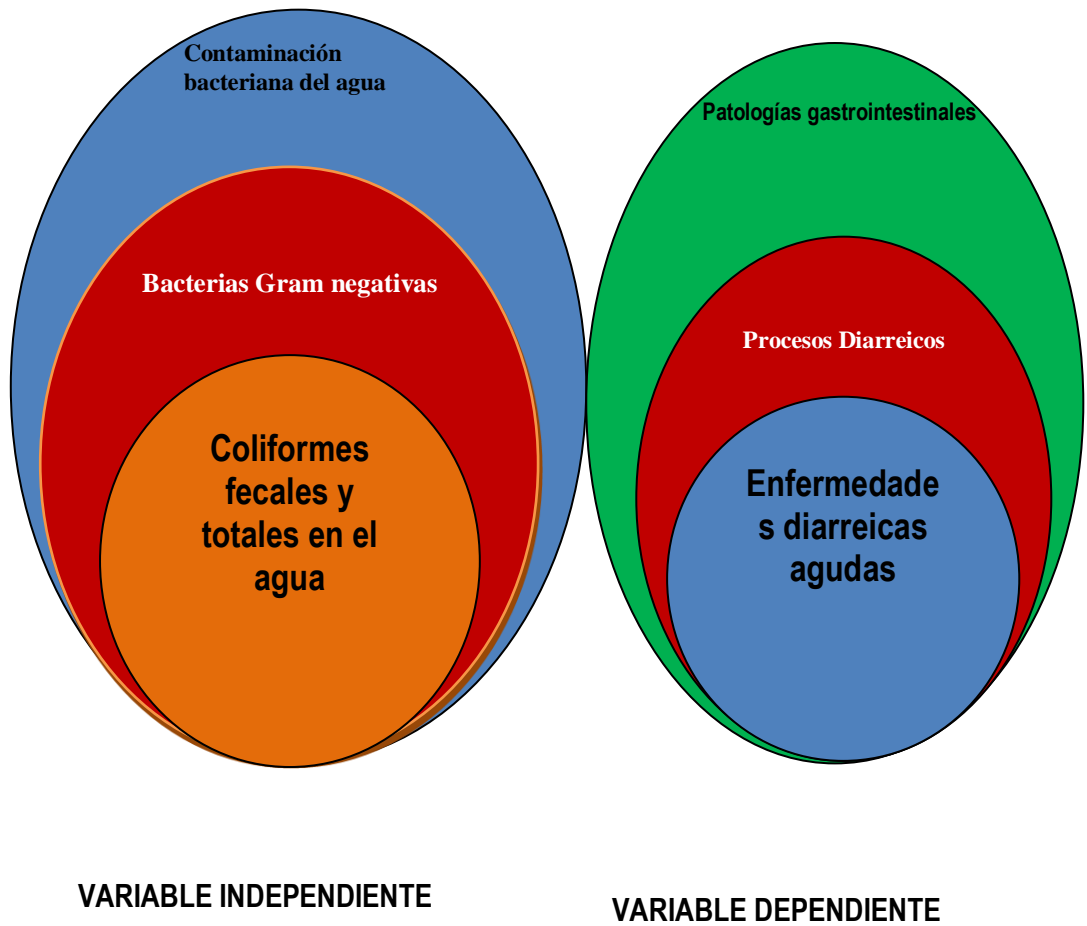 Contaminación
bacteriana del agua
Bacterias Gram negativas
Coliformes
fecales y
totales en el
agua
Patologías gastrointestinales
Procesos Diarreicos
Enfermedade
s diarreicas
agudas
VARIABLE INDEPENDIENTE
VARIABLE DEPENDIENTE